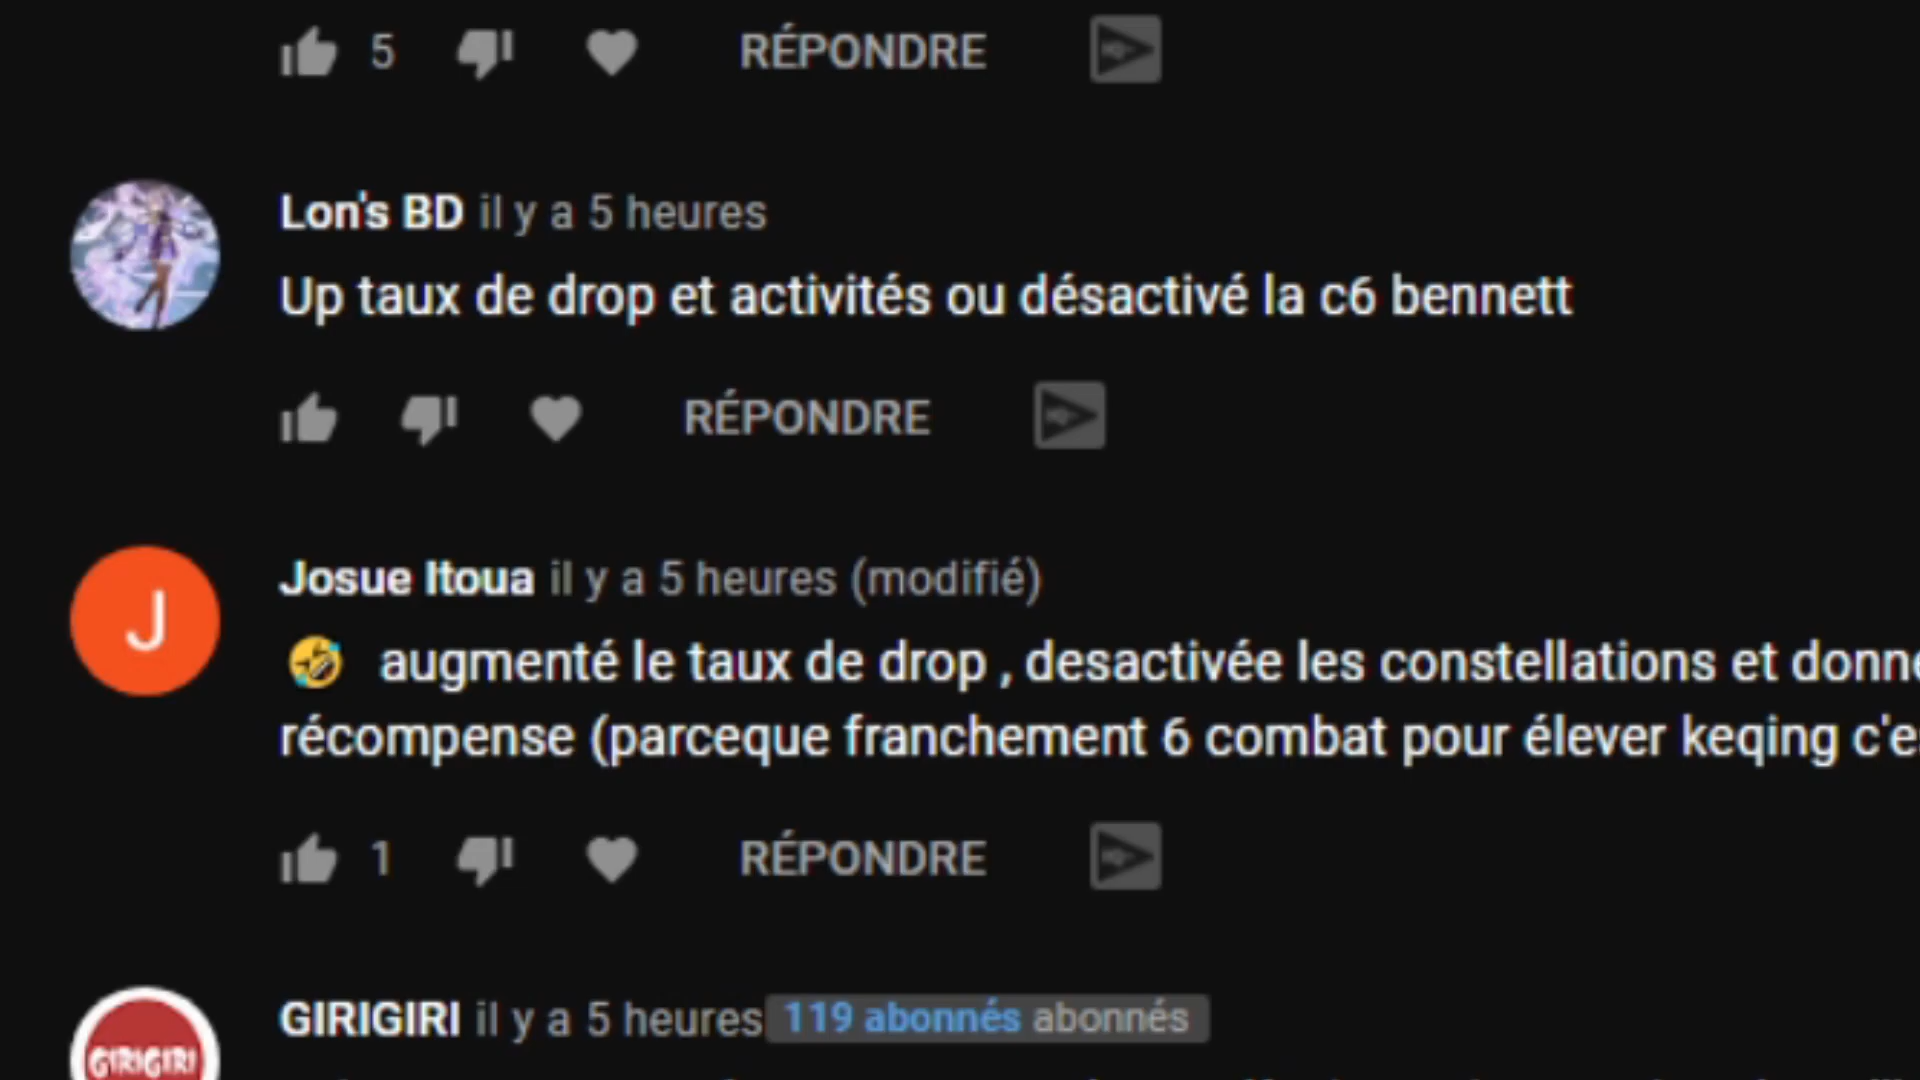 5 RÉPONDRE
Lon's BD il y a 5 heures
Up taux de drop et activités ou désactivé la c6 bennett
RÉPONDRE
J
Josue Itoua il y a 5 heures (modifié)
🤣 augmenté le taux de drop , desactivée les constellations et donne
récompense (parceque franchement 6 combat pour élever keqing c'e
1 RÉPONDRE
GIRIGIRI il y a 5 heures 119 abonnés abonnés
GIRIGIRI